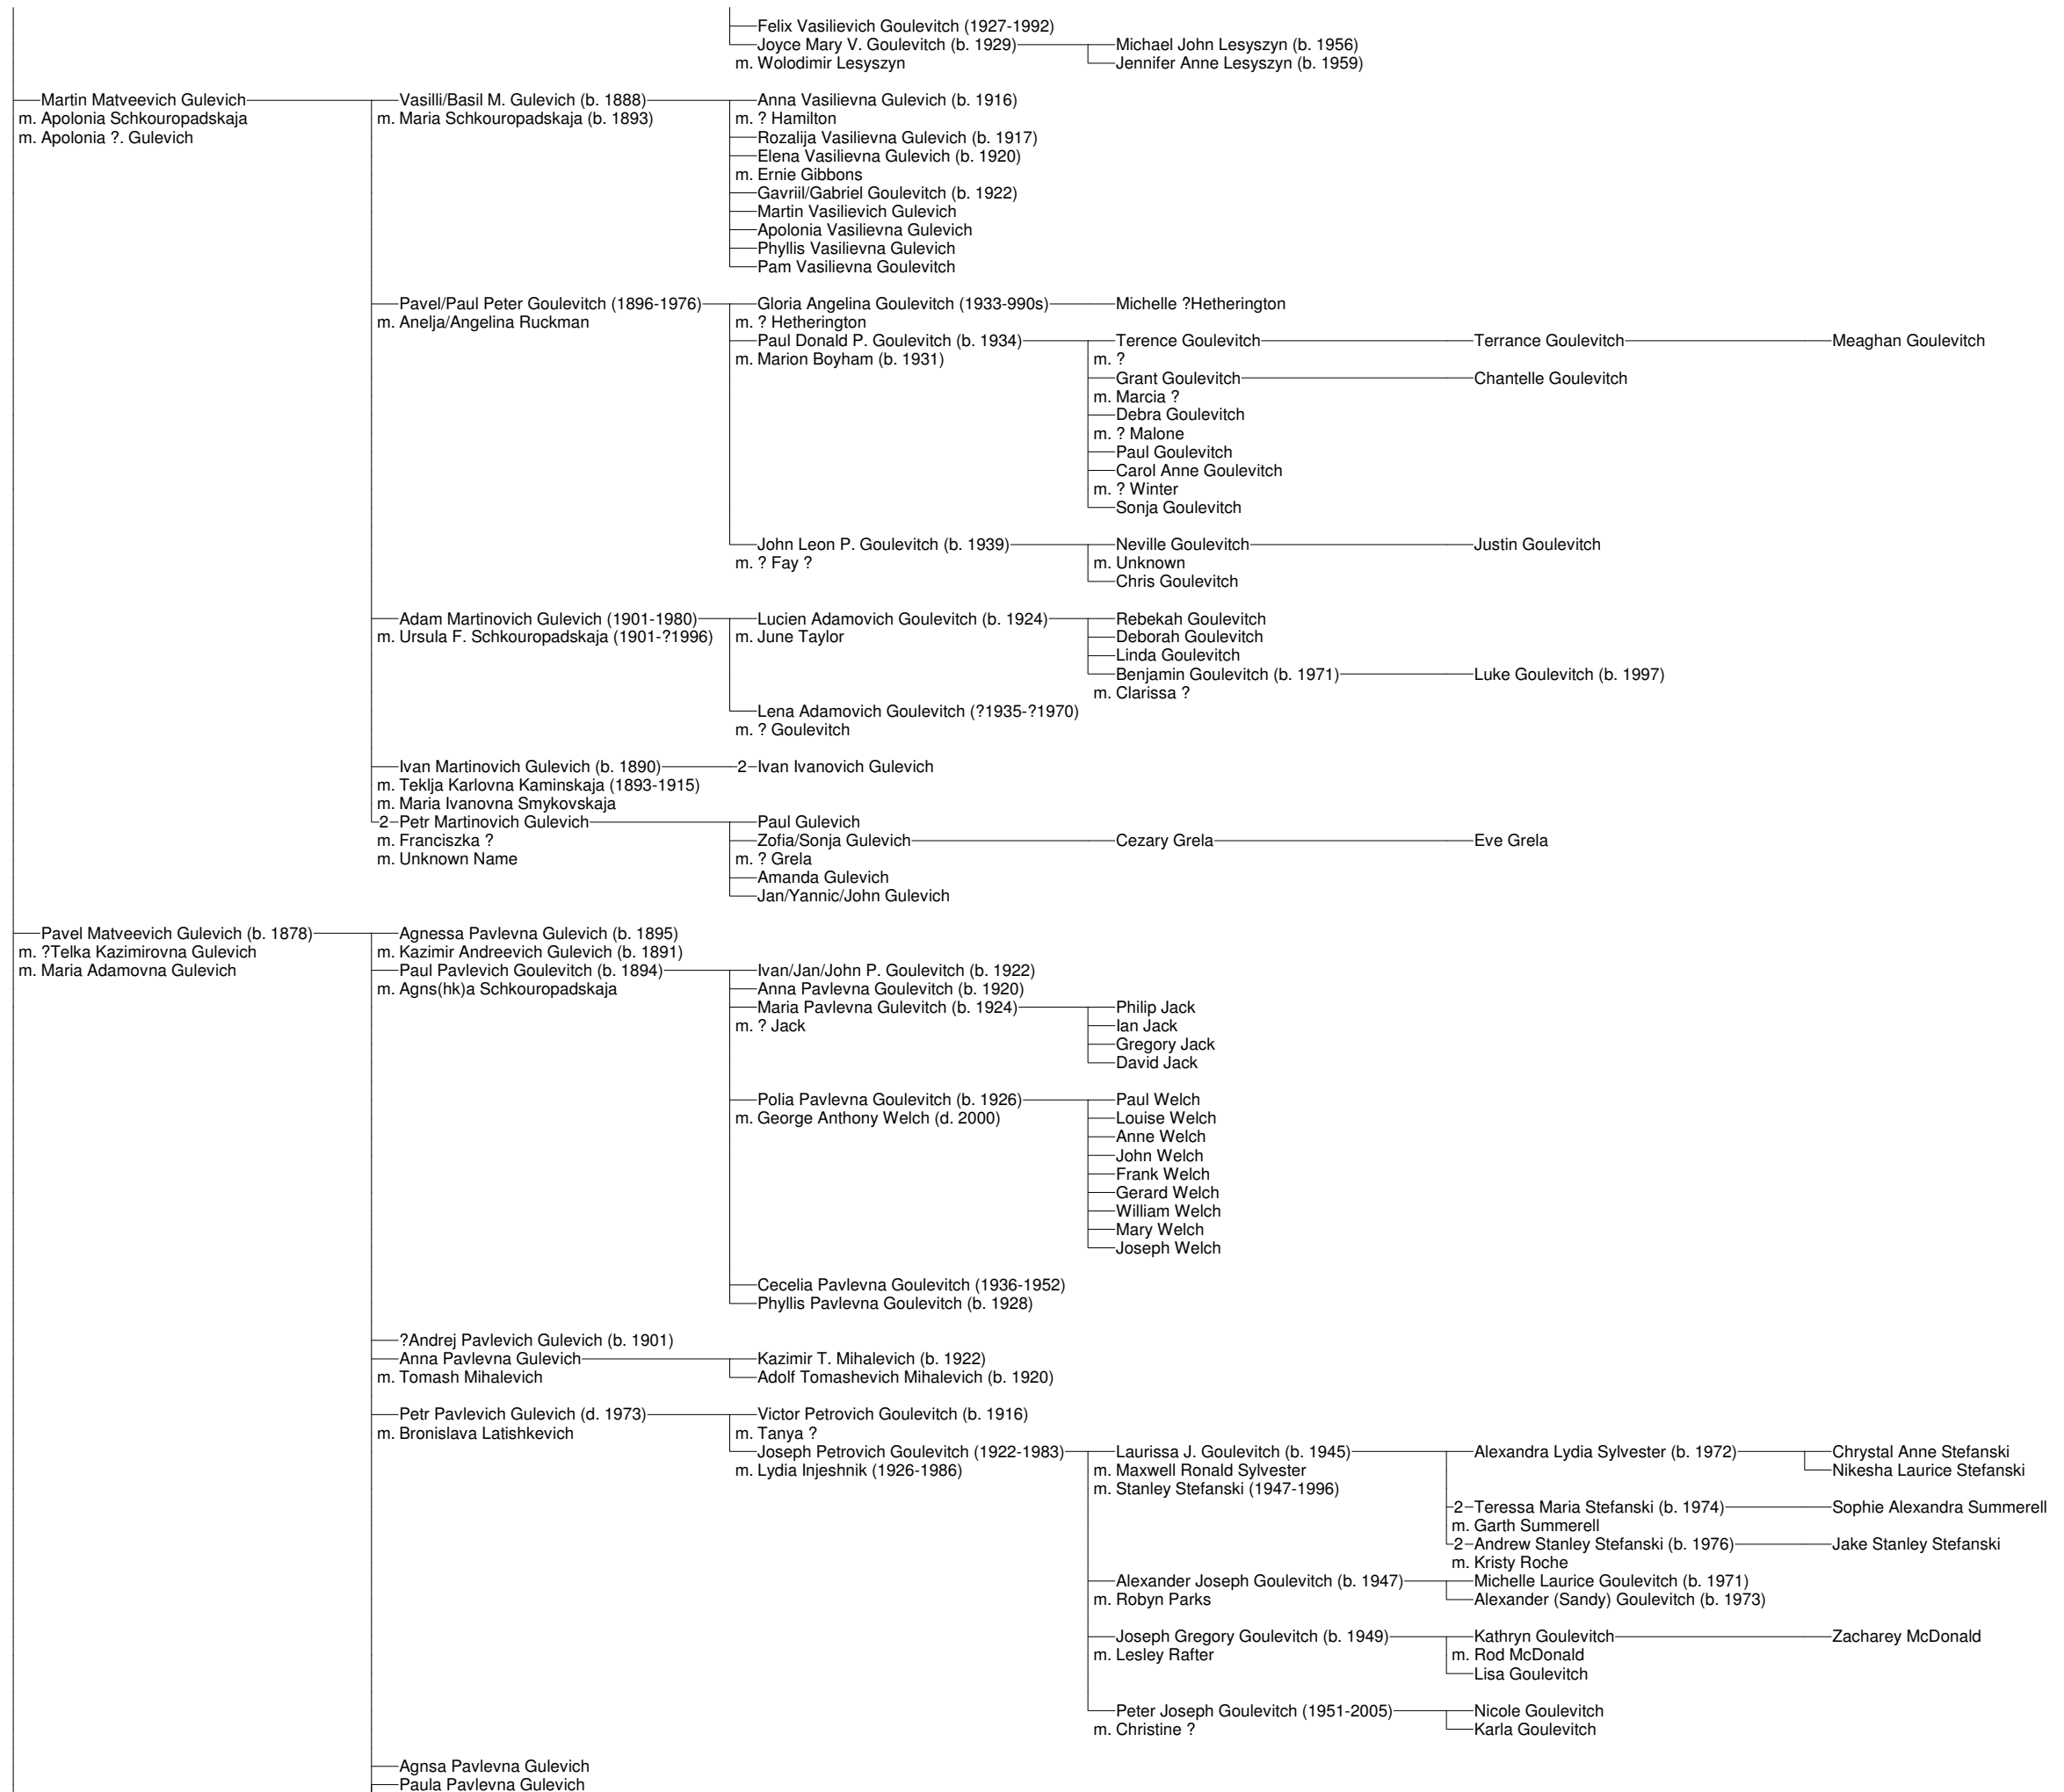 Felix Vasilievich Goulevitch (1927-1992)
Joyce Mary V. Goulevitch (b. 1929) Michael John Lesyszyn (b. 1956)
m. Wolodimir Lesyszyn Jennifer Anne Lesyszyn (b. 1959)
Martin Matveevich Gulevich Vasilli/Basil M. Gulevich (b. 1888) Anna Vasilievna Gulevich (b. 1916)
m. Apolonia Schkouropadskaja m. Maria Schkouropadskaja (b. 1893) m. ? Hamilton
m. Apolonia ?. Gulevich Rozalija Vasilievna Gulevich (b. 1917)
Elena Vasilievna Gulevich (b. 1920)
m. Ernie Gibbons
Gavriil/Gabriel Goulevitch (b. 1922)
Martin Vasilievich Gulevich
Apolonia Vasilievna Gulevich
Phyllis Vasilievna Gulevich
Pam Vasilievna Goulevitch
Pavel/Paul Peter Goulevitch (1896-1976) Gloria Angelina Goulevitch (1933-990s) Michelle ?Hetherington
m. Anelja/Angelina Ruckman m. ? Hetherington
Paul Donald P. Goulevitch (b. 1934) Terence Goulevitch Terrance Goulevitch Meaghan Goulevitch
m. Marion Boyham (b. 1931) m. ?
Grant Goulevitch Chantelle Goulevitch
m. Marcia ?
Debra Goulevitch
m. ? Malone
Paul Goulevitch
Carol Anne Goulevitch
m. ? Winter
Sonja Goulevitch
John Leon P. Goulevitch (b. 1939) Neville Goulevitch Justin Goulevitch
m. ? Fay ? m. Unknown
Chris Goulevitch
Adam Martinovich Gulevich (1901-1980) Lucien Adamovich Goulevitch (b. 1924) Rebekah Goulevitch
m. Ursula F. Schkouropadskaja (1901-?1996) m. June Taylor Deborah Goulevitch
Linda Goulevitch
Benjamin Goulevitch (b. 1971) Luke Goulevitch (b. 1997)
m. Clarissa ?
Lena Adamovich Goulevitch (?1935-?1970)
m. ? Goulevitch
Ivan Martinovich Gulevich (b. 1890) 2 Ivan Ivanovich Gulevich
m. Teklja Karlovna Kaminskaja (1893-1915)
m. Maria Ivanovna Smykovskaja
2 Petr Martinovich Gulevich Paul Gulevich
m. Franciszka ? Zofia/Sonja Gulevich Cezary Grela Eve Grela
m. Unknown Name m. ? Grela
Amanda Gulevich
Jan/Yannic/John Gulevich
Pavel Matveevich Gulevich (b. 1878) Agnessa Pavlevna Gulevich (b. 1895)
m. ?Telka Kazimirovna Gulevich m. Kazimir Andreevich Gulevich (b. 1891)
m. Maria Adamovna Gulevich Paul Pavlevich Goulevitch (b. 1894) Ivan/Jan/John P. Goulevitch (b. 1922)
m. Agns(hk)a Schkouropadskaja Anna Pavlevna Goulevitch (b. 1920)
Maria Pavlevna Goulevitch (b. 1924) Philip Jack
m. ? Jack Ian Jack
Gregory Jack
David Jack
Polia Pavlevna Goulevitch (b. 1926) Paul Welch
m. George Anthony Welch (d. 2000) Louise Welch
Anne Welch
John Welch
Frank Welch
Gerard Welch
William Welch
Mary Welch
Joseph Welch
Cecelia Pavlevna Goulevitch (1936-1952)
Phyllis Pavlevna Goulevitch (b. 1928)
?Andrej Pavlevich Gulevich (b. 1901)
Anna Pavlevna Gulevich Kazimir T. Mihalevich (b. 1922)
m. Tomash Mihalevich Adolf Tomashevich Mihalevich (b. 1920)
Petr Pavlevich Gulevich (d. 1973) Victor Petrovich Goulevitch (b. 1916)
m. Bronislava Latishkevich m. Tanya ?
Joseph Petrovich Goulevitch (1922-1983) Laurissa J. Goulevitch (b. 1945) Alexandra Lydia Sylvester (b. 1972) Chrystal Anne Stefanski
m. Lydia Injeshnik (1926-1986) m. Maxwell Ronald Sylvester Nikesha Laurice Stefanski
m. Stanley Stefanski (1947-1996)
2 Teressa Maria Stefanski (b. 1974) Sophie Alexandra Summerell
m. Garth Summerell
2 Andrew Stanley Stefanski (b. 1976) Jake Stanley Stefanski
m. Kristy Roche
Alexander Joseph Goulevitch (b. 1947) Michelle Laurice Goulevitch (b. 1971)
m. Robyn Parks Alexander (Sandy) Goulevitch (b. 1973)
Joseph Gregory Goulevitch (b. 1949) Kathryn Goulevitch Zacharey McDonald
m. Lesley Rafter m. Rod McDonald
Lisa Goulevitch
Peter Joseph Goulevitch (1951-2005) Nicole Goulevitch
m. Christine ? Karla Goulevitch
Agnsa Pavlevna Gulevich
Paula Pavlevna Gulevich